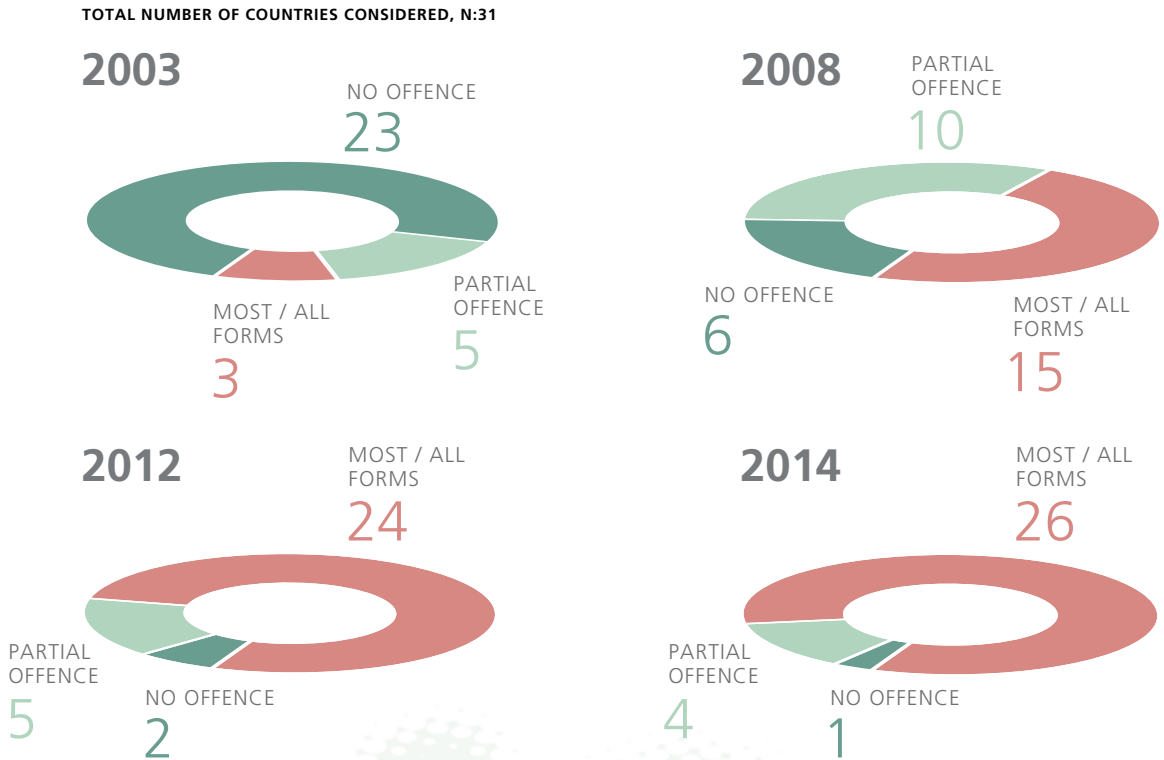 TOTAL NUMBER OF COUNTRIES CONSIDERED, N:31
2003
NO OFFENCE
23
PARTIAL
OFFENCE
5
MOST / ALL
FORMS
3
2008
PARTIAL
OFFENCE
10
NO OFFENCE
6
MOST / ALL
FORMS
15
2012
MOST / ALL
FORMS
24
PARTIAL
OFFENCE
5
NO OFFENCE
2
2014
MOST / ALL
FORMS
26
PARTIAL
OFFENCE
4
NO OFFENCE
1